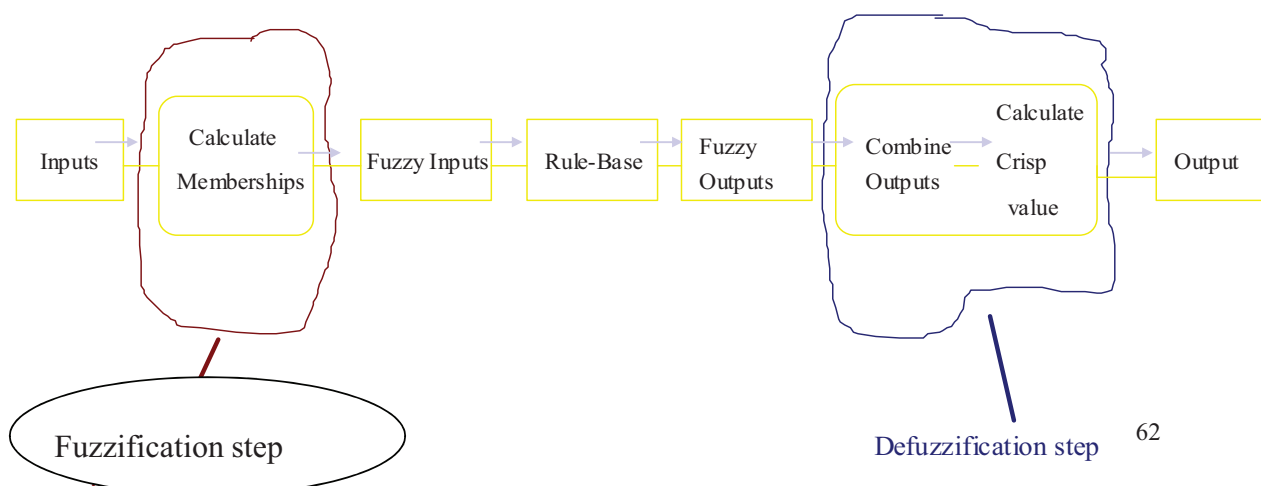 Inputs
Calculate
Memberships
Fuzzy Inputs
Rule-Base
Fuzzy
Outputs
Combine
Outputs
Calculate
Crisp
value
Output
Fuzzification step
Defuzzification step
62